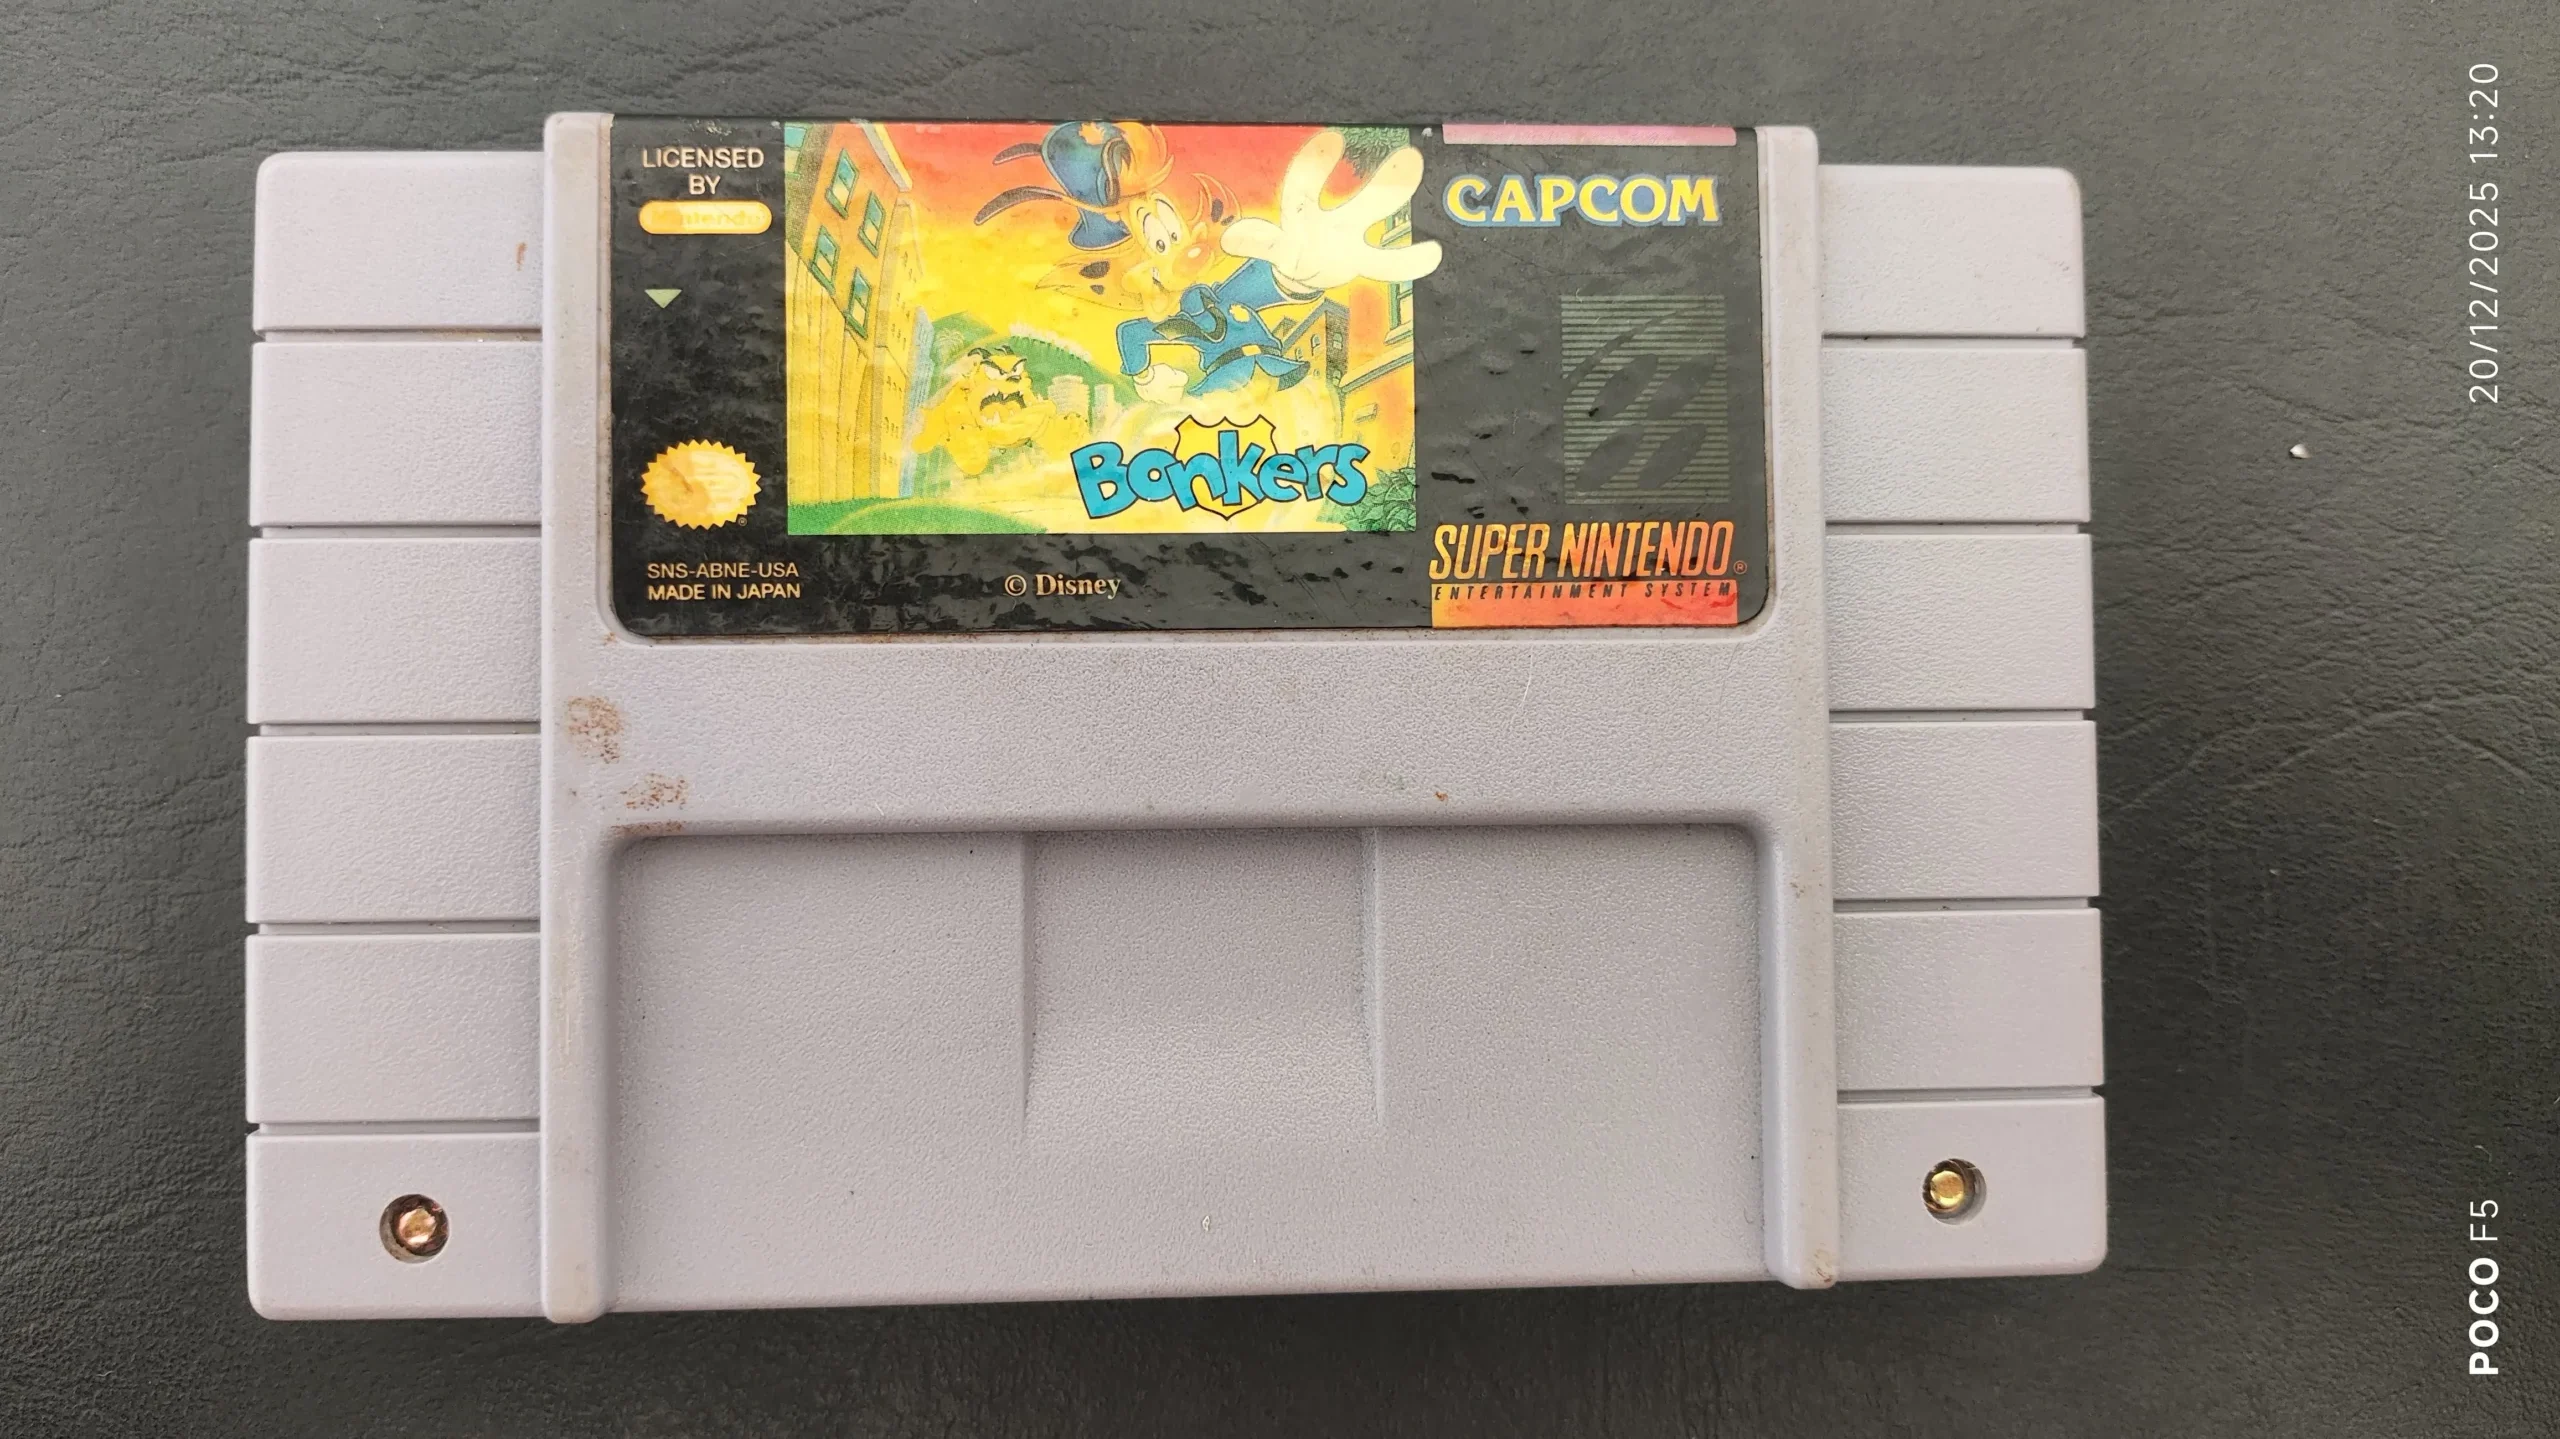 LICENSED
BY
Nintendo
CAPCOM
Bonkers
SNS-ABNE-USA
MADE IN JAPAN
© Disney
SUPER NINTENDO®
ENTERTAINMENT SYSTEM
20/12/2025 13:20
POCO F5